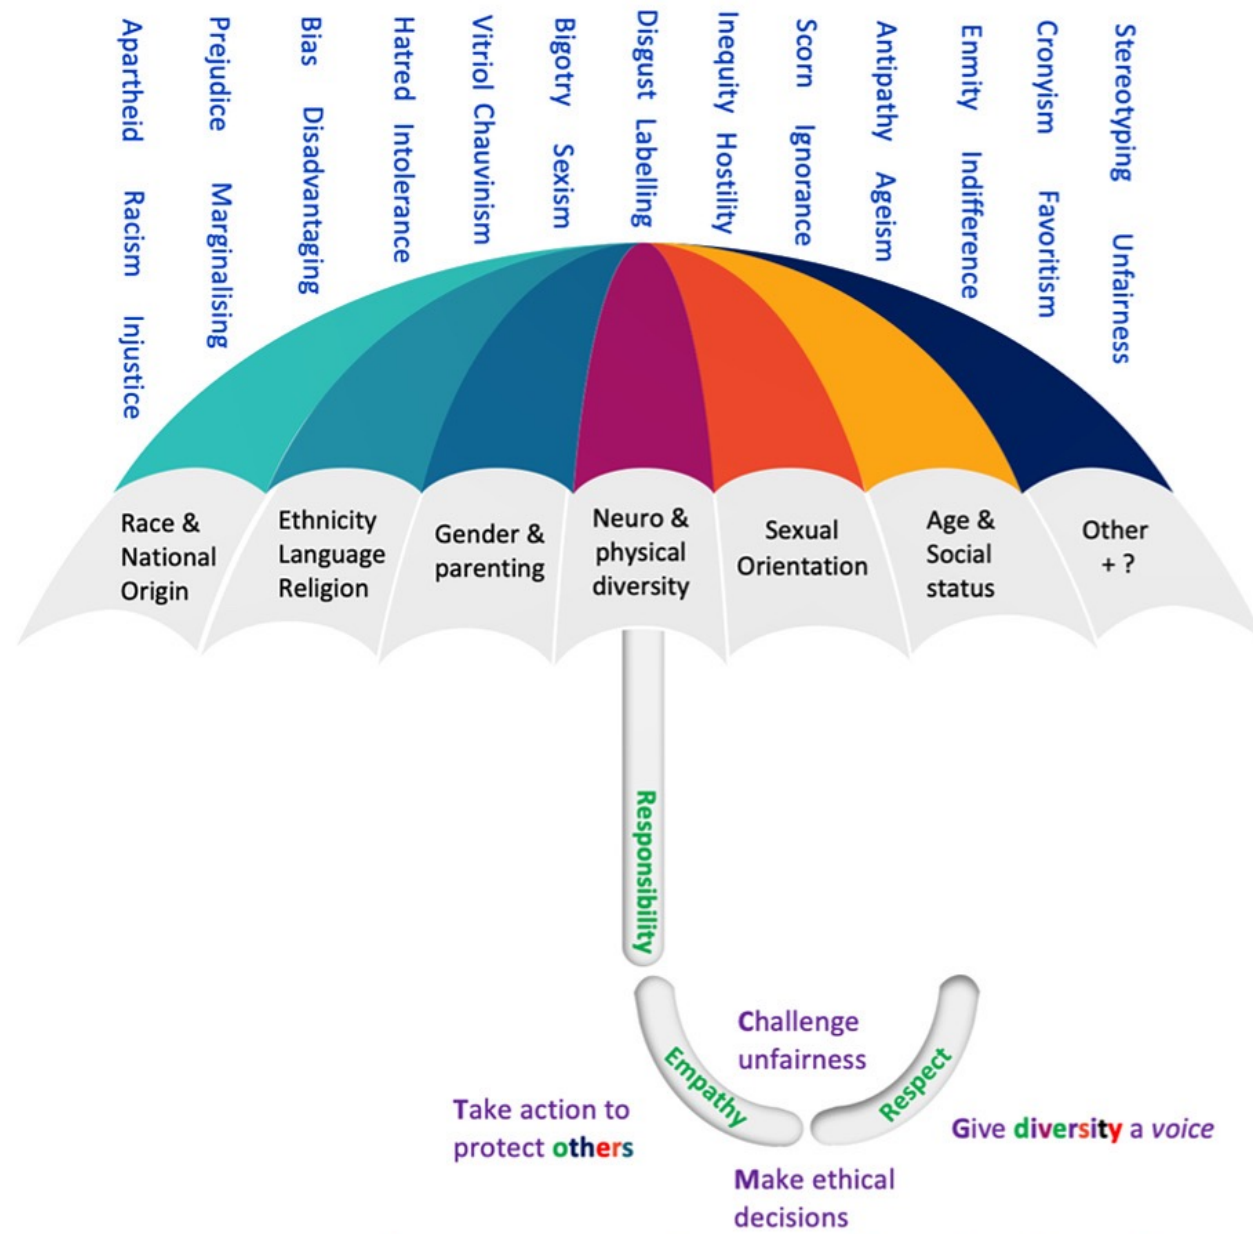 Apartheid Racism Injustice
Prejudice Marginalising
Bias Disadvantaging
Hatred Intolerance
Vitriol Chauvinism
Bigotry Sexism
Disgust Labelling
Inequity Hostility
Scorn Ignorance
Antipathy Ageism
Enmity Indifference
Cronyism Favoritism
Stereotyping Unfairness
Race &
National
Origin
Ethnicity
Language
Religion
Gender &
parenting
Neuro &
physical
diversity
Sexual
Orientation
Age &
Social
status
Other
+ ?
Responsibility
Empathy
Respect
Challenge
unfairness
Take action to
protect others
Give diversity a voice
Make ethical
decisions